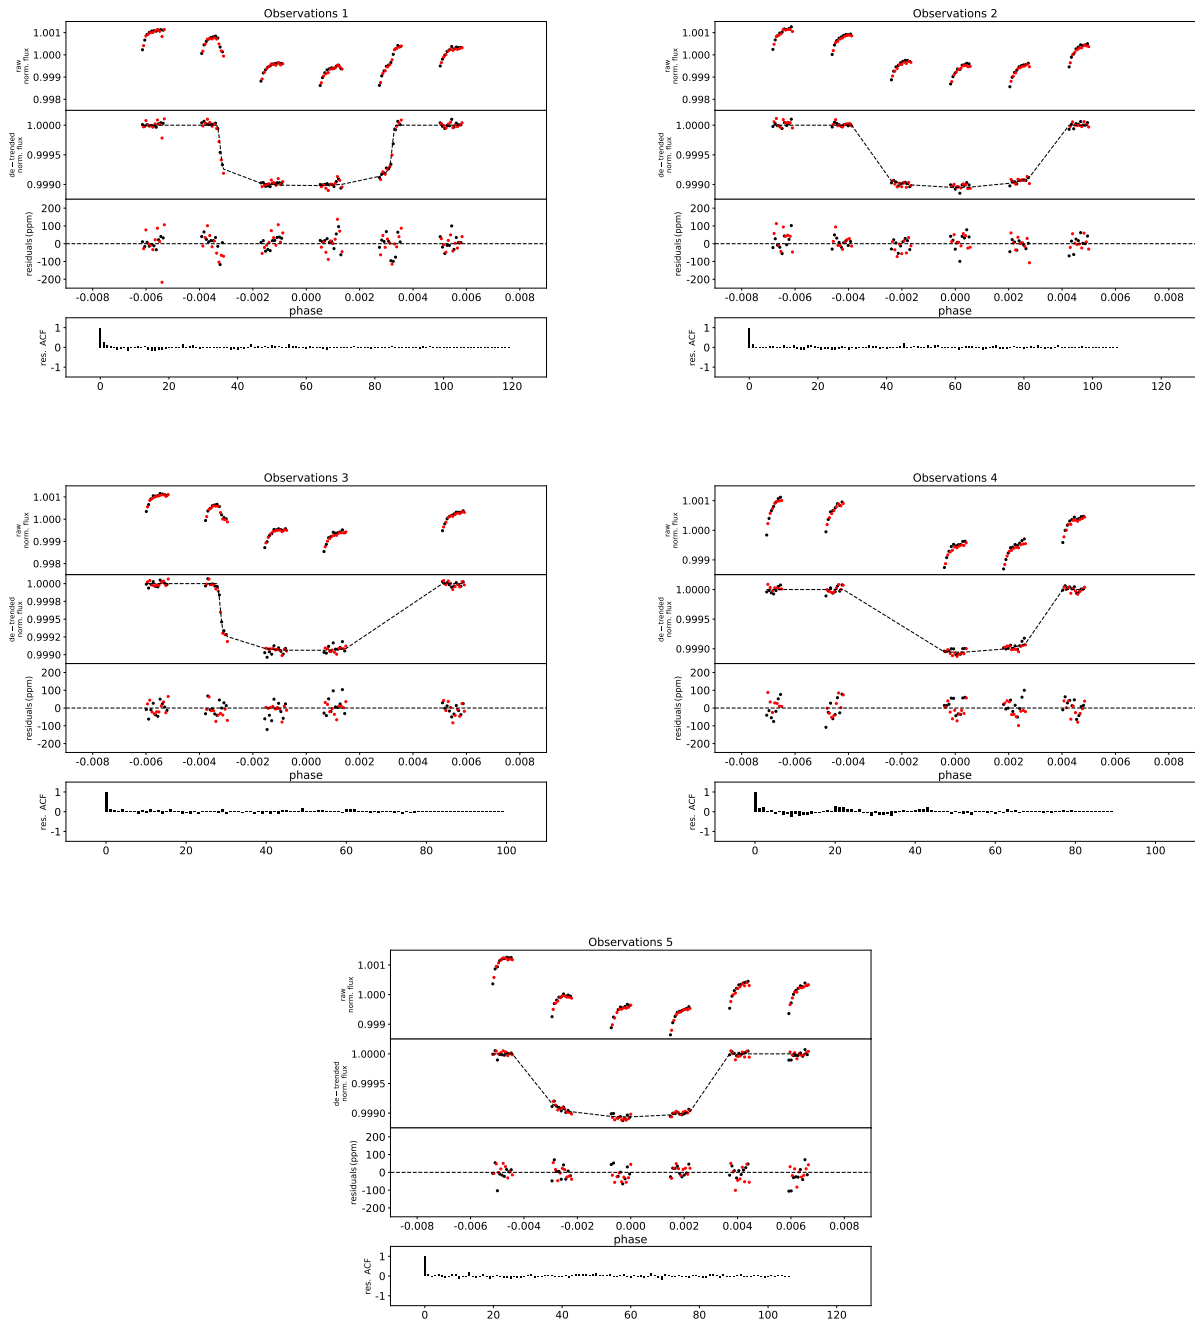 Observations 1
1.001
1.000
0.999
0.998
raw
norm. flux
1.0000
0.9995
0.9990
de − trended
norm. flux
200
100
0
-100
-200
residuals (ppm)
-0.008 -0.006 -0.004 -0.002 0.000 0.002 0.004 0.006 0.008
phase
1
0
-1
res. ACF
0 20 40 60 80 100 120
Observations 2
1.001
1.000
0.999
0.998
raw
norm. flux
1.0000
0.9995
0.9990
de − trended
norm. flux
200
100
0
-100
-200
residuals (ppm)
-0.008 -0.006 -0.004 -0.002 0.000 0.002 0.004 0.006 0.008
phase
1
0
-1
res. ACF
0 20 40 60 80 100 120
Observations 3
1.001
1.000
0.999
0.998
raw
norm. flux
1.0000
0.9998
0.9995
0.9992
0.9990
de − trended
norm. flux
200
100
0
-100
-200
residuals (ppm)
-0.008 -0.006 -0.004 -0.002 0.000 0.002 0.004 0.006 0.008
phase
1
0
-1
res. ACF
0 20 40 60 80 100
Observations 4
1.001
1.000
0.999
raw
norm. flux
1.0000
0.9995
0.9990
de − trended
norm. flux
200
100
0
-100
-200
residuals (ppm)
-0.008 -0.006 -0.004 -0.002 0.000 0.002 0.004 0.006 0.008
phase
1
0
-1
res. ACF
0 20 40 60 80 100
Observations 5
1.001
1.000
0.999
raw
norm. flux
1.0000
0.9995
0.9990
de − trended
norm. flux
200
100
0
-100
-200
residuals (ppm)
-0.008 -0.006 -0.004 -0.002 0.000 0.002 0.004 0.006 0.008
phase
1
0
-1
res. ACF
0 20 40 60 80 100 120